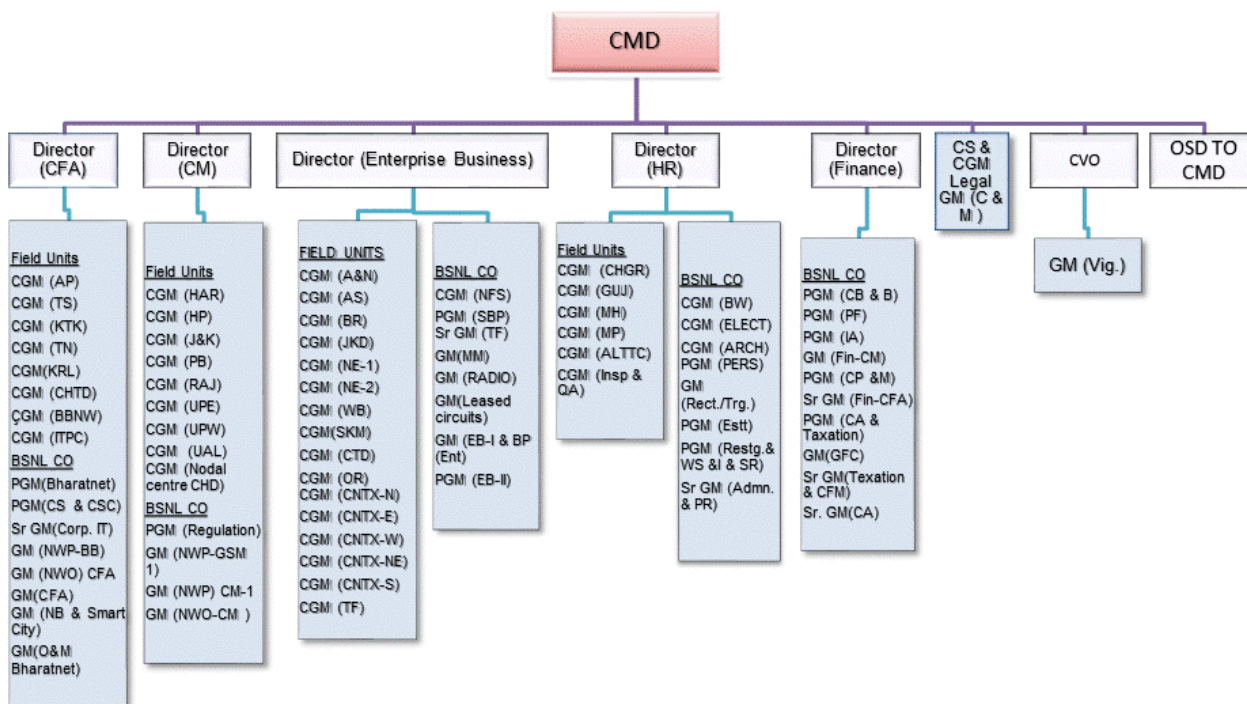 CMD
Director
(CFA)
Director
(CM)
Director (Enterprise Business)
Director
(HR)
Director
(Finance)
CS &
CGM
Legal
GM (C &
M )
CVO
OSD TO
CMD
Field Units
CGM (AP)
CGM (TS)
CGM (KTK)
CGM (TN)
CGM(KRL)
CGM (CHTD)
ÇGM (BBNW)
CGM (ITPC)
BSNL CO
PGM(Bharatnet)
PGM(CS & CSC)
Sr GM(Corp. IT)
GM (NWP-BB)
GM (NWO) CFA
GM(CFA)
GM (NB & Smart
City)
GM(O&M
Bharatnet)
Field Units
CGM (HAR)
CGM (HP)
CGM (J&K)
CGM (PB)
CGM (RAJ)
CGM (UPE)
CGM (UPW)
CGM (UAL)
CGM (Nodal
centre CHD)
BSNL CO
PGM (Regulation)
GM (NWP-GSM
1)
GM (NWP) CM-1
GM (NWO-CM )
FIELD UNITS
CGM (A&N)
CGM (AS)
CGM (BR)
CGM (JKD)
CGM (NE-1)
CGM (NE-2)
CGM (WB)
CGM(SKM)
CGM (CTD)
CGM (OR)
CGM (CNTX-N)
CGM (CNTX-E)
CGM (CNTX-W)
CGM (CNTX-NE)
CGM (CNTX-S)
CGM (TF)
BSNL CO
CGM (NFS)
PGM (SBP)
Sr GM (TF)
GM(MM)
GM (RADIO)
GM(Leased
circuits)
GM (EB-I & BP
(Ent)
PGM (EB-II)
Field Units
CGM (CHGR)
CGM (GUJ)
CGM (MH)
CGM (MP)
CGM (ALTTC)
CGM (Insp &
QA)
BSNL CO
CGM (BW)
CGM (ELECT)
CGM (ARCH)
PGM (PERS)
GM
(Rect./Trg.)
PGM (Estt)
PGM (Restg.&
WS &I & SR)
Sr GM (Admn.
& PR)
BSNL CO
PGM (CB & B)
PGM (PF)
PGM (IA)
GM (Fin-CM)
PGM (CP &M)
Sr GM (Fin-CFA)
PGM (CA &
Taxation)
GM(GFC)
Sr GM(Texation
& CFM)
Sr. GM(CA)
GM (Vig.)